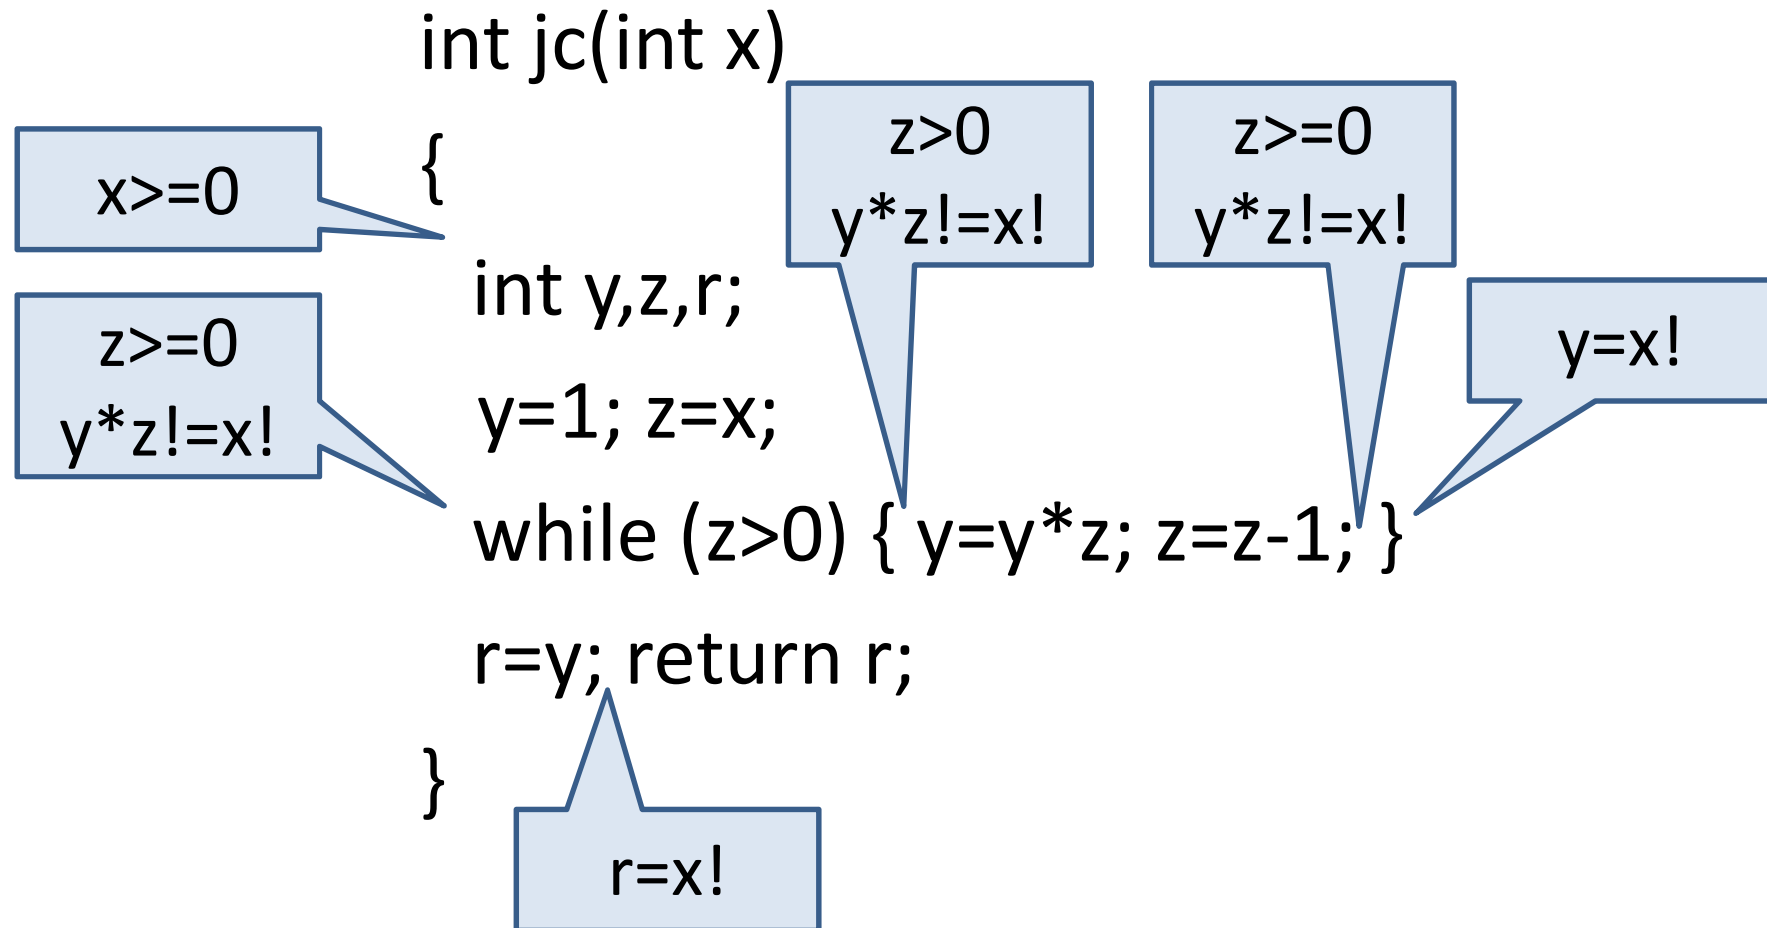 int jc(int x)
{
x>=0
z>0
y*z!=x!
z>=0
y*z!=x!
int y,z,r;
z>=0
y*z!=x!
y=x!
y=1; z=x;
while (z>0) { y=y*z; z=z-1; }
r=y; return r;
}
r=x!